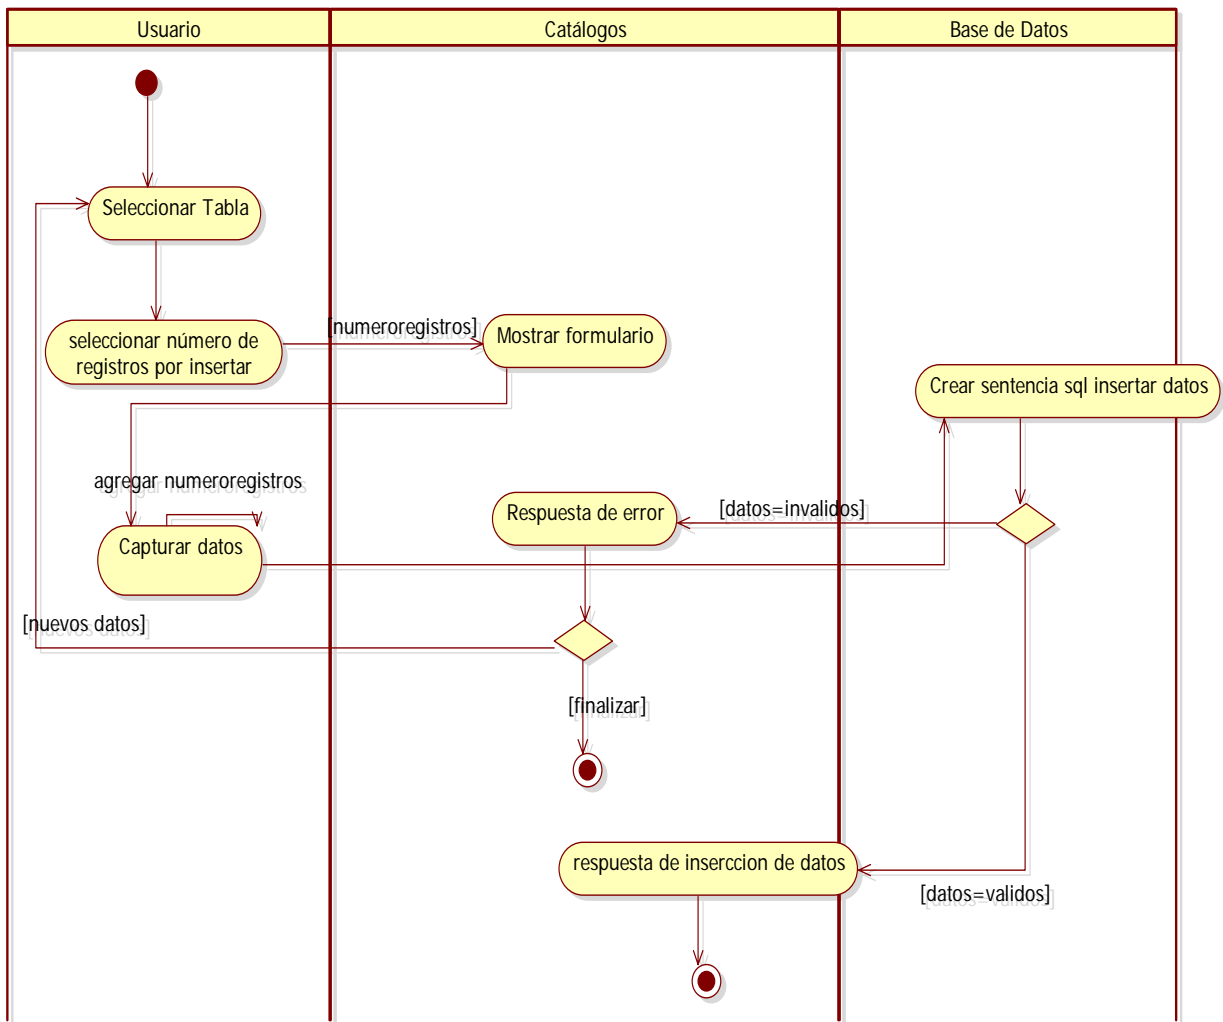 Usuario
Catálogos
Base de Datos
Seleccionar Tabla
seleccionar número de
registros por insertar
[numeroregistros]
Mostrar formulario
Crear sentencia sql insertar datos
agregar numeroregistros
Capturar datos
Respuesta de error
[datos=invalidos]
[nuevos datos]
[finalizar]
respuesta de inserccion de datos
[datos=validos]